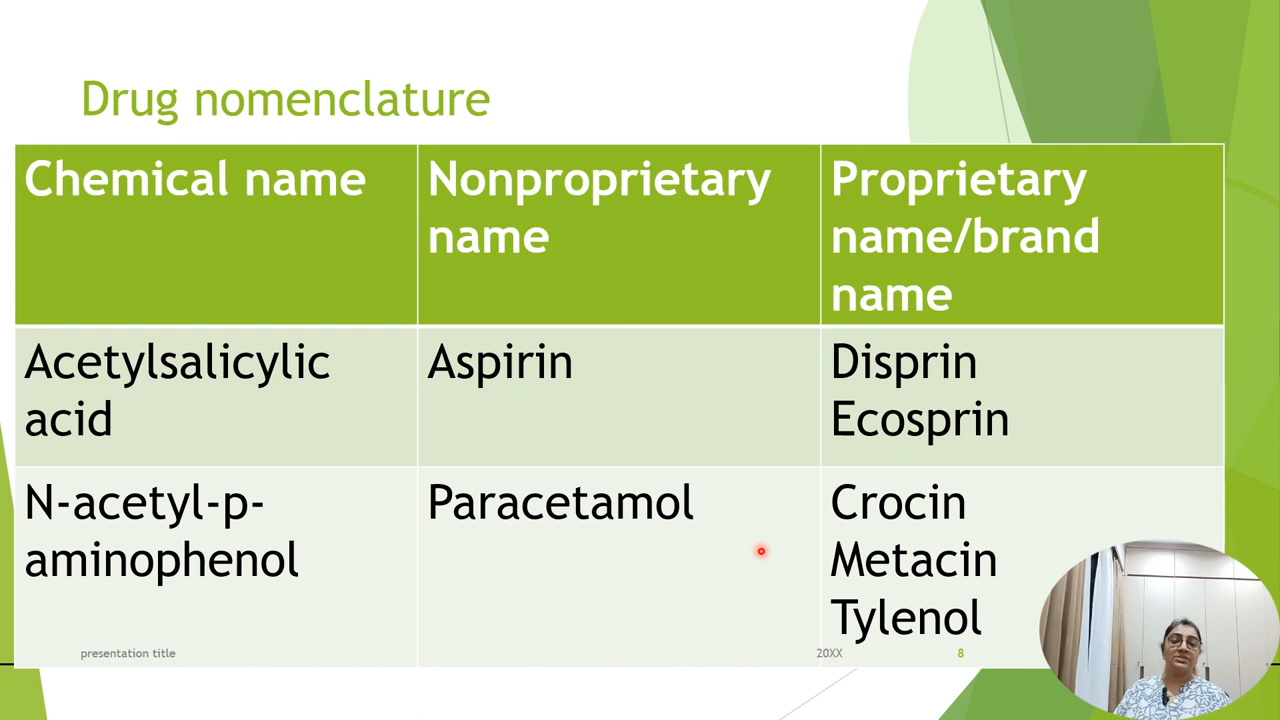 Drug nomenclature
Chemical name
Nonproprietary
name
Proprietary
name/brand
name
Acetylsalicylic
acid
Aspirin
Disprin
Ecosprin
N-acetyl-p-
aminophenol
Paracetamol
Crocin
Metacin
Tylenol
presentation title
20XX
8